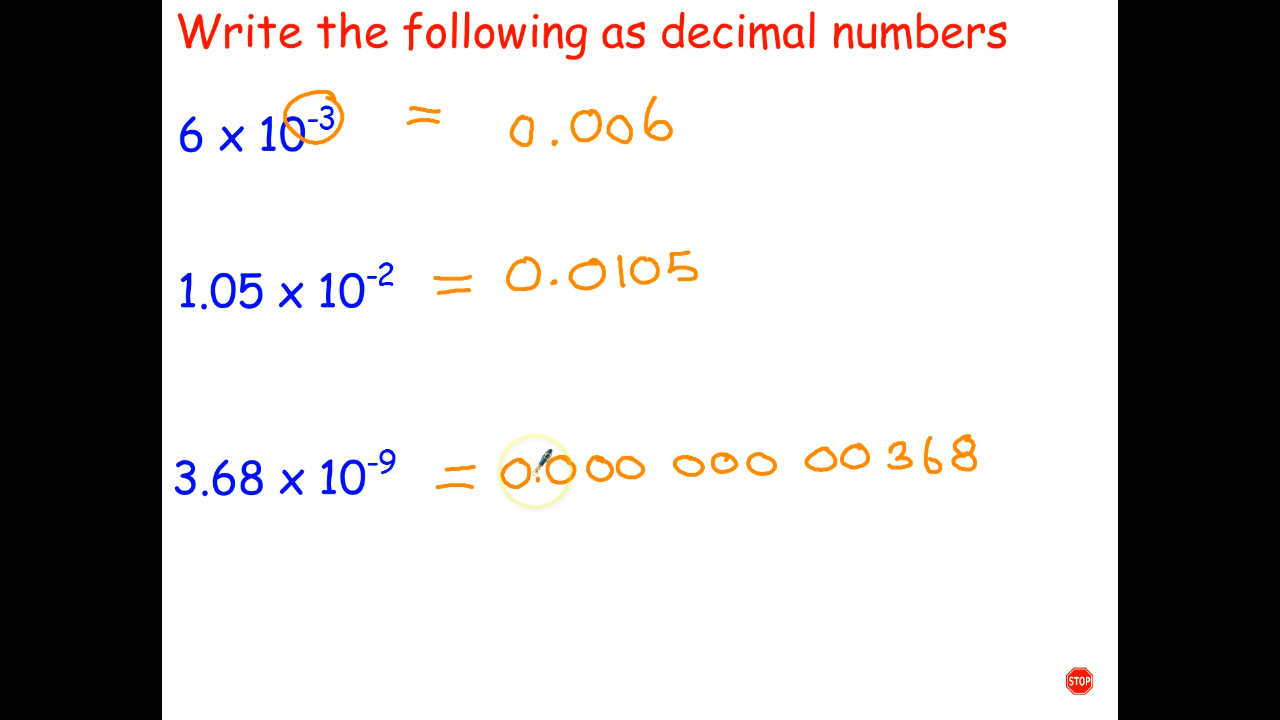 Write the following as decimal numbers
6 x 10⁻³ = 0.006
1.05 x 10⁻² = 0.0105
3.68 x 10⁻⁹ = 0.000 000 00368
STOP